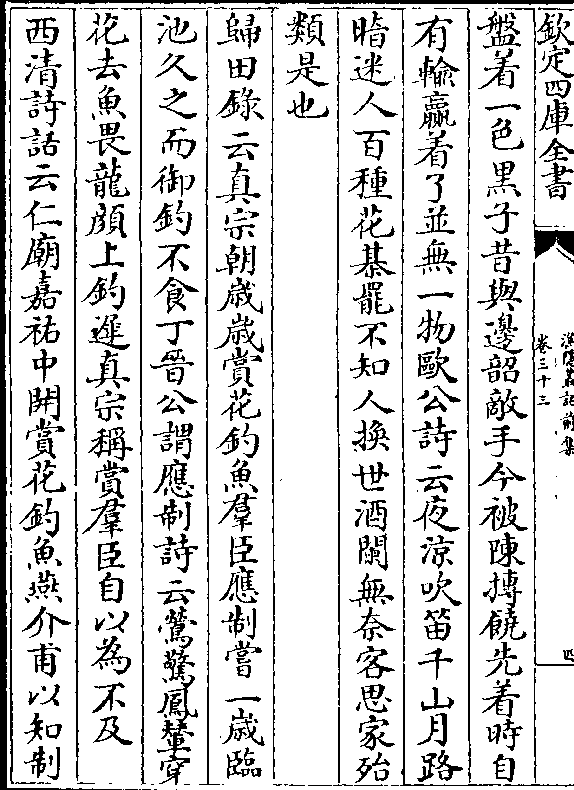 欽定四庫全書
漁隱叢話前集
卷三十三
四
盤着一色黒子昔與邊韶敵手今被陳摶饒先着時自
有輸贏着了並無一物歐公詩云夜涼吹笛千山月路
暗迷人百種花棊罷不知人換世酒闌無奈客思家殆
類是也
歸田錄云真宗朝歳歳賞花釣魚羣臣應制嘗一歳臨
池久之而御釣不食丁晉公謂應制詩云鶯驚鳳輦穿
花去魚畏龍顔上釣遲真宗稱賞羣臣自以為不及
西清詩話云仁廟嘉祐中開賞花釣魚燕介甫以知制